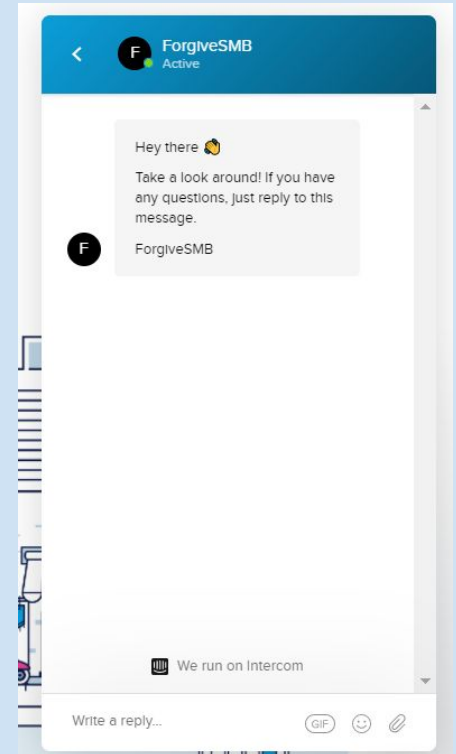 F
ForgiveSMB
Active
Hey there 👋
Take a look around! If you have
any questions, just reply to this
message.
F
ForgiveSMB
We run on Intercom
Write a reply...
GIF